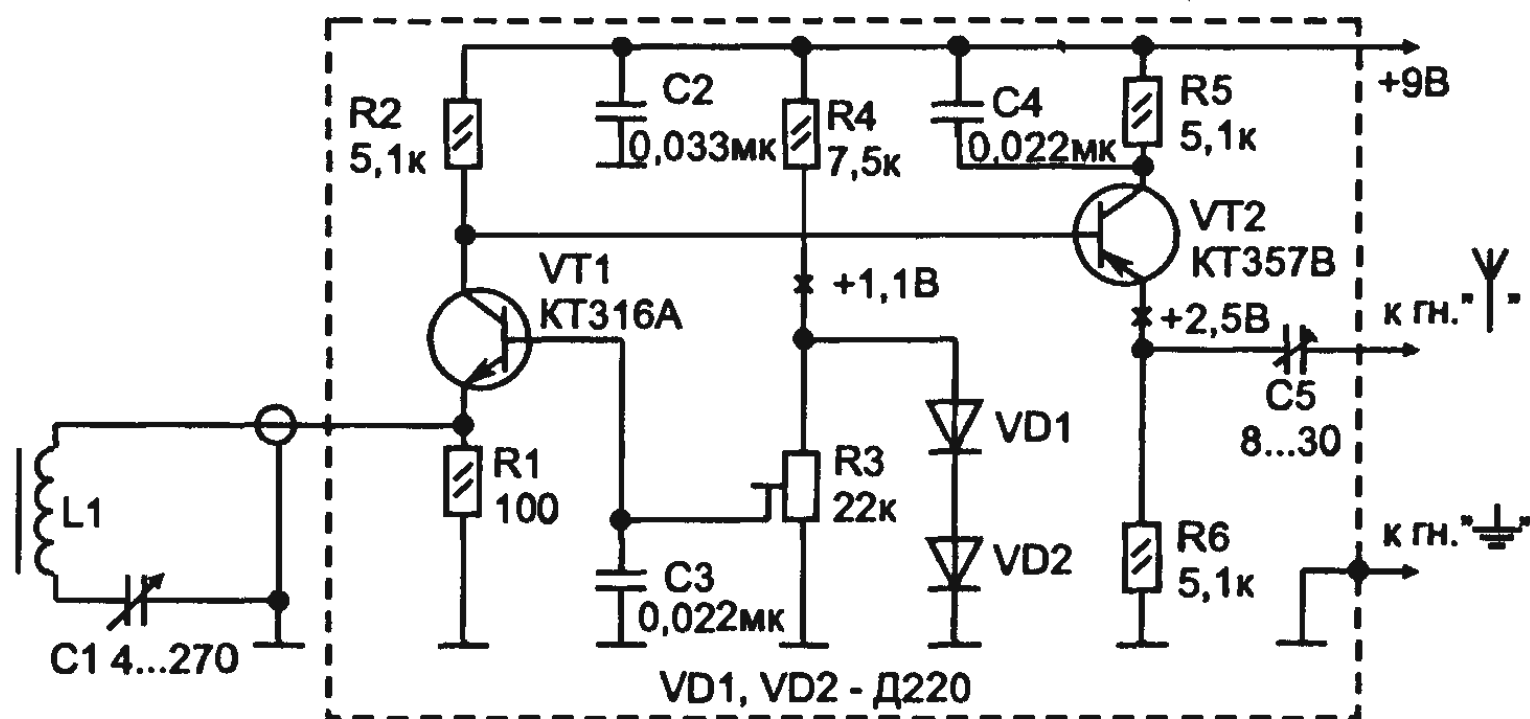 R2
5,1к
C2
0,033мк
R4
7,5к
C4
0,022мк
R5
5,1к
+9В
VT1
КТ316А
+1,1В
VT2
КТ357В
+2,5В
к гн." "
C5
8...30
L1
R1
100
R3
22к
VD1
VD2
C3
0,022мк
R6
5,1к
к гн." "
C1 4...270
VD1, VD2 - Д220